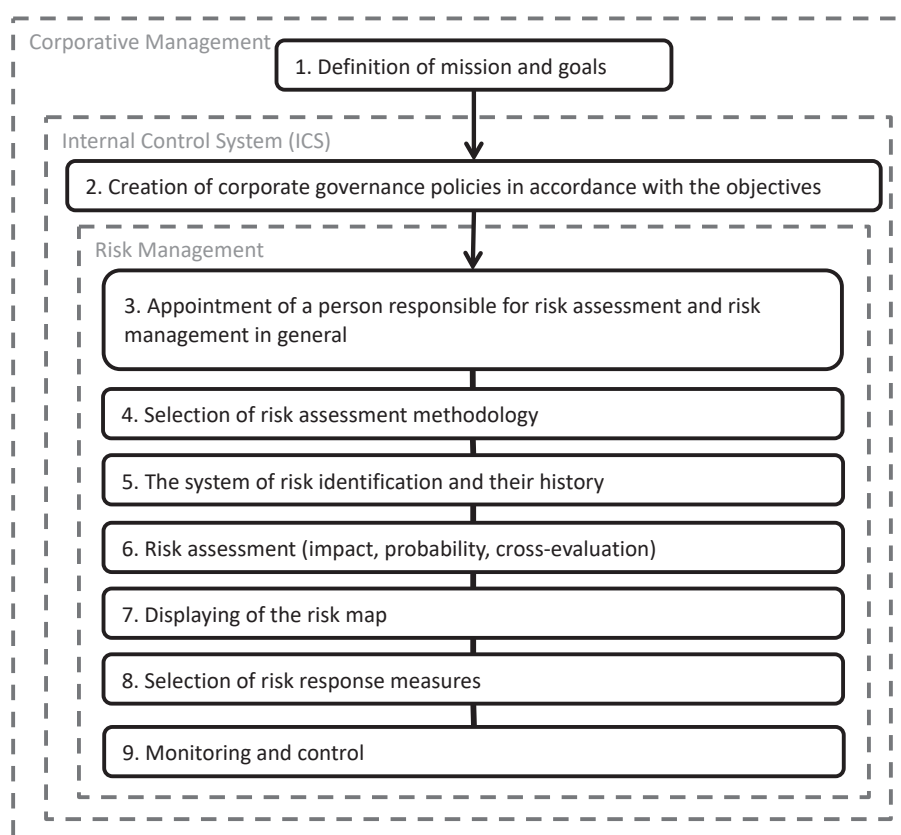 Corporative Management
1. Definition of mission and goals
Internal Control System (ICS)
2. Creation of corporate governance policies in accordance with the objectives
Risk Management
3. Appointment of a person responsible for risk assessment and risk
management in general
4. Selection of risk assessment methodology
5. The system of risk identification and their history
6. Risk assessment (impact, probability, cross-evaluation)
7. Displaying of the risk map
8. Selection of risk response measures
9. Monitoring and control